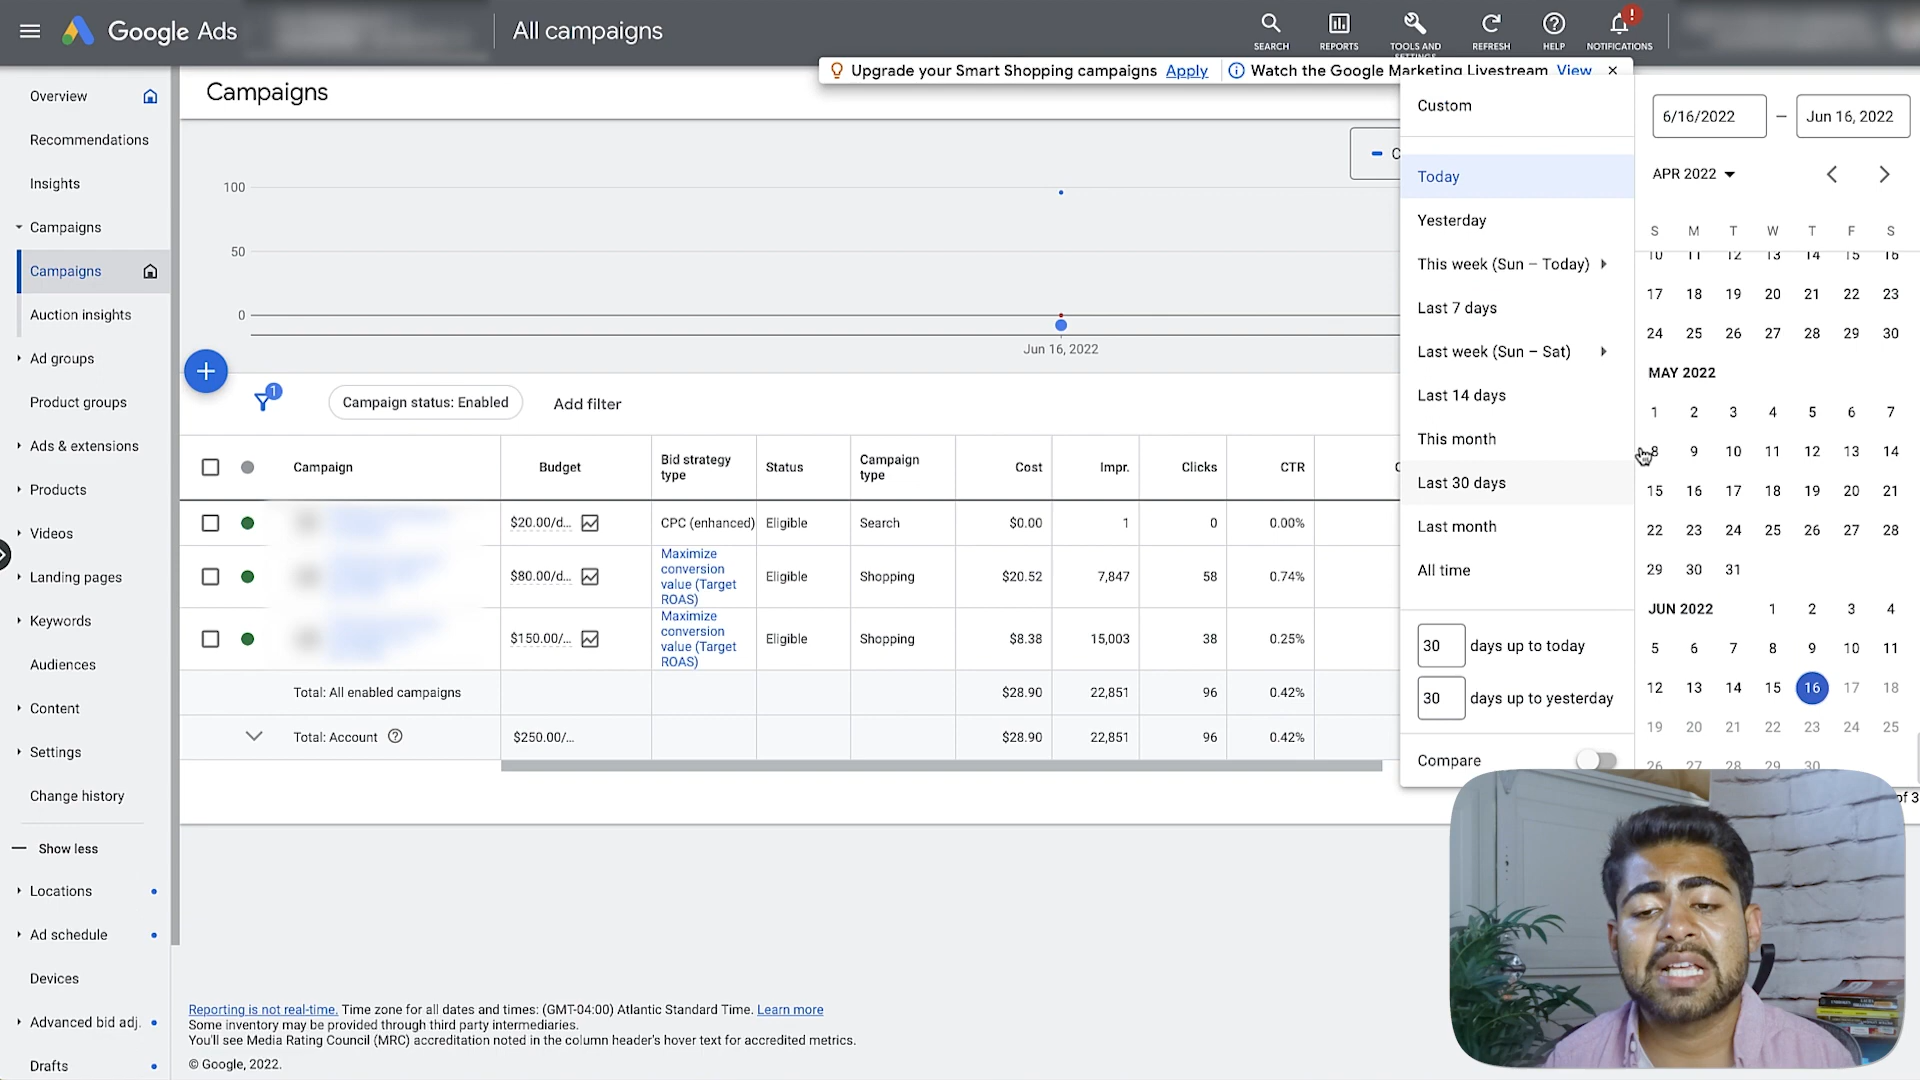 Google Ads
All campaigns
SEARCH
REPORTS
TOOLS AND
REFRESH
HELP
!
NOTIFICATIONS
Upgrade your Smart Shopping campaigns Apply
Watch the Google Marketing Livestream View
Overview
Recommendations
Insights
Campaigns
Campaigns
Auction insights
Ad groups
Product groups
Ads & extensions
Products
Videos
Landing pages
Keywords
Audiences
Content
Settings
Change history
Show less
Locations
Ad schedule
Devices
Advanced bid adj.
Drafts
Campaigns
C
100
50
0
Jun 16, 2022
1
Campaign status: Enabled
Add filter
Campaign Budget Bid strategy type Status Campaign type Cost Impr. Clicks CTR C
$20.00/d... CPC (enhanced) Eligible Search $0.00 1 0 0.00%
$80.00/d... Maximize conversion value (Target ROAS) Eligible Shopping $20.52 7,847 58 0.74%
$150.00/... Maximize conversion value (Target ROAS) Eligible Shopping $8.38 15,003 38 0.25%
Total: All enabled campaigns $28.90 22,851 96 0.42%
Total: Account $250.00/... $28.90 22,851 96 0.42%
Custom
Today
Yesterday
This week (Sun – Today)
Last 7 days
Last week (Sun – Sat)
Last 14 days
This month
Last 30 days
Last month
All time
30 days up to today
30 days up to yesterday
Compare
6/16/2022 – Jun 16, 2022
APR 2022
S M T W T F S
10 11 12 13 14 15 16
17 18 19 20 21 22 23
24 25 26 27 28 29 30
MAY 2022
1 2 3 4 5 6 7
8 9 10 11 12 13 14
15 16 17 18 19 20 21
22 23 24 25 26 27 28
29 30 31
JUN 2022 1 2 3 4
5 6 7 8 9 10 11
12 13 14 15 16 17 18
19 20 21 22 23 24 25
26 27 28 29 30
of 3
Reporting is not real-time. Time zone for all dates and times: (GMT-04:00) Atlantic Standard Time. Learn more
Some inventory may be provided through third party intermediaries.
You'll see Media Rating Council (MRC) accreditation noted in the column header's hover text for accredited metrics.
© Google, 2022.